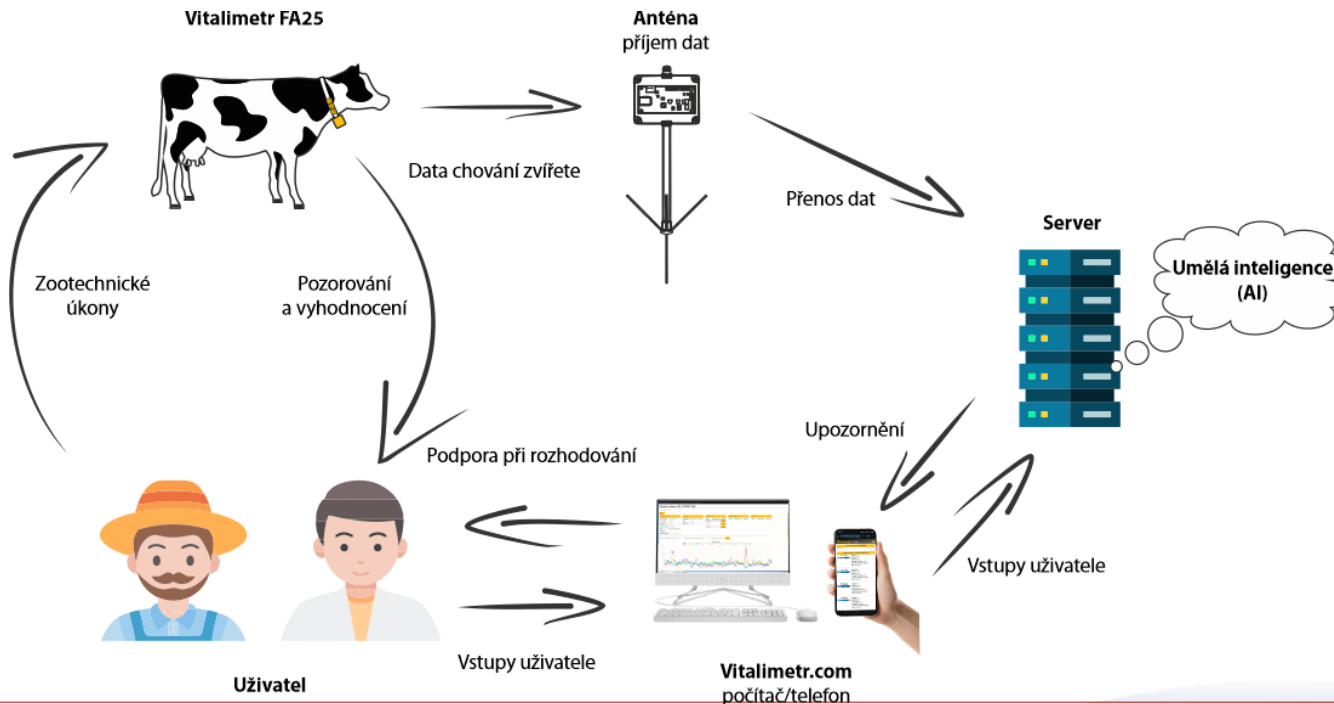 Vitalimetr FA25
Anténa
příjem dat
Data chování zvířete
Přenos dat
Server
Umělá inteligence
(AI)
Zootechnické
úkony
Pozorování
a vyhodnocení
Upozornění
Podpora při rozhodování
Vstupy uživatele
Vstupy uživatele
Uživatel
Vitalimetr.com
počítač/telefon